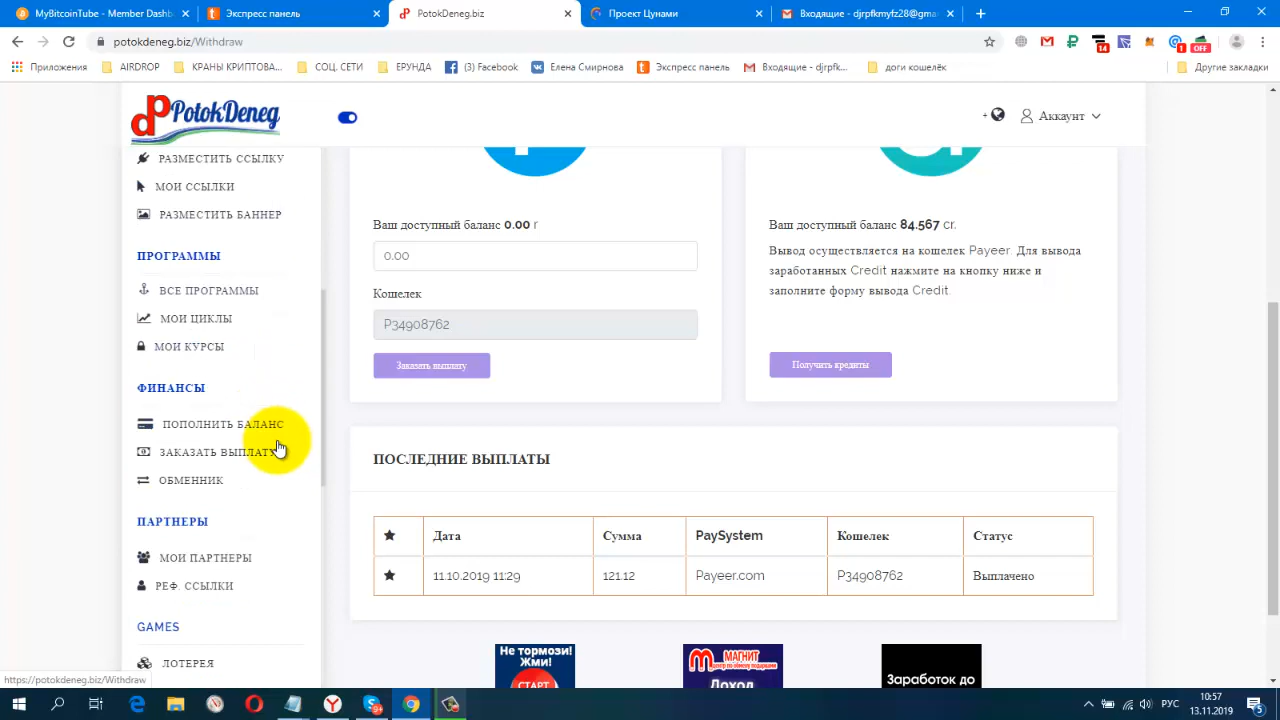 MyBitcoinTube - Member Dashb
Экспресс панель
PotokDeneg.biz
Проект Цунами
Входящие - djrpfkmyfz28@gmai
potokdeneg.biz/Withdraw
14
1
OFF
Приложения
AIRDROP
КРАНЫ КРИПТОВА...
СОЦ. СЕТИ
ЕРУНДА
(3) Facebook
Елена Смирнова
Экспресс панель
Входящие - djrpfk...
доги кошелёк
Другие закладки
PotokDeneg
+
Аккаунт
РАЗМЕСТИТЬ ССЫЛКУ
МОИ ССЫЛКИ
РАЗМЕСТИТЬ БАННЕР
ПРОГРАММЫ
ВСЕ ПРОГРАММЫ
МОИ ЦИКЛЫ
МОИ КУРСЫ
ФИНАНСЫ
ПОПОЛНИТЬ БАЛАНС
ЗАКАЗАТЬ ВЫПЛАТУ
ОБМЕННИК
ПАРТНЕРЫ
МОИ ПАРТНЕРЫ
РЕФ. ССЫЛКИ
GAMES
ЛОТЕРЕЯ
Ваш доступный баланс 0.00 r
0.00
Кошелек
P34908762
Заказать выплату
Ваш доступный баланс 84.567 cr.
Вывод осуществляется на кошелек Payeer. Для вывода
заработанных Credit нажмите на кнопку ниже и
заполните форму вывода Credit
Получить кредиты
ПОСЛЕДНИЕ ВЫПЛАТЫ
Дата Сумма PaySystem Кошелек Статус
11.10.2019 11:29 121.12 Payeer.com P34908762 Выплачено
Не тормози!
Жми!
СТАРТ
МАГНИТ
Доход
Заработок до
https://potokdeneg.biz/Withdraw
РУС
10:57
13.11.2019